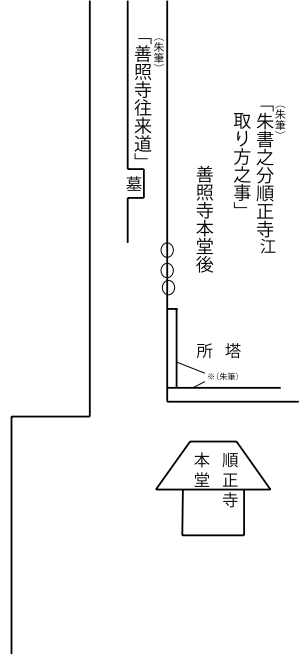 （朱筆）
「朱書之分順正寺江
取り方之事」
善照寺本堂後
（朱筆）
「善照寺往来道」
墓
塔
所
※（朱筆）
順正寺
本堂